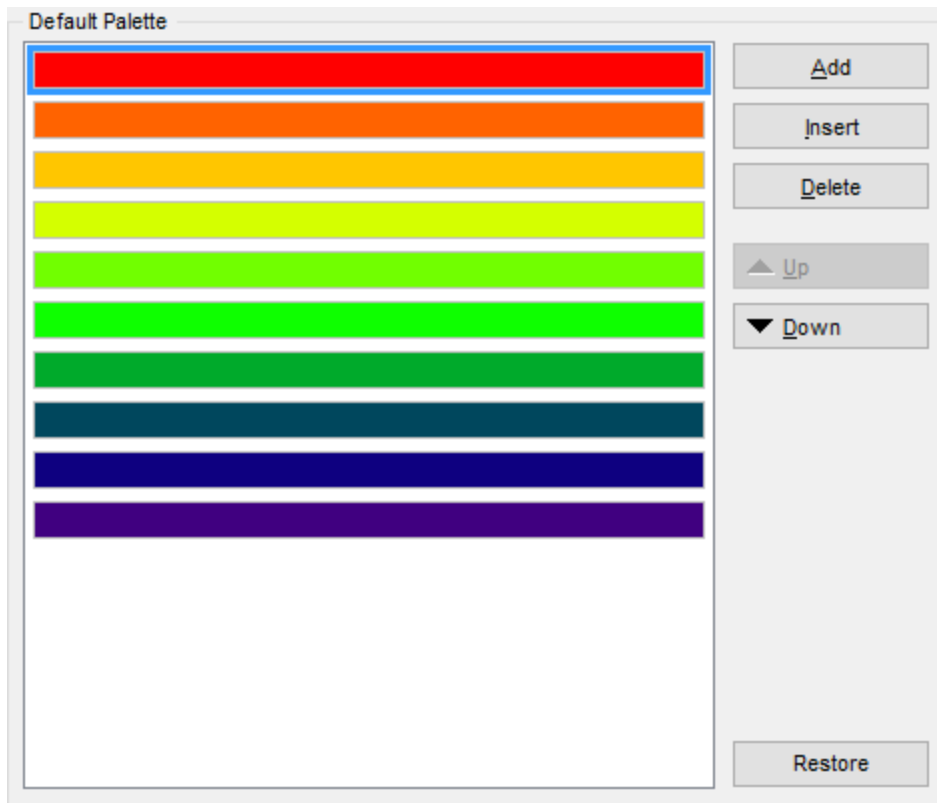 Default Palette
Add
Insert
Delete
Up
Down
Restore